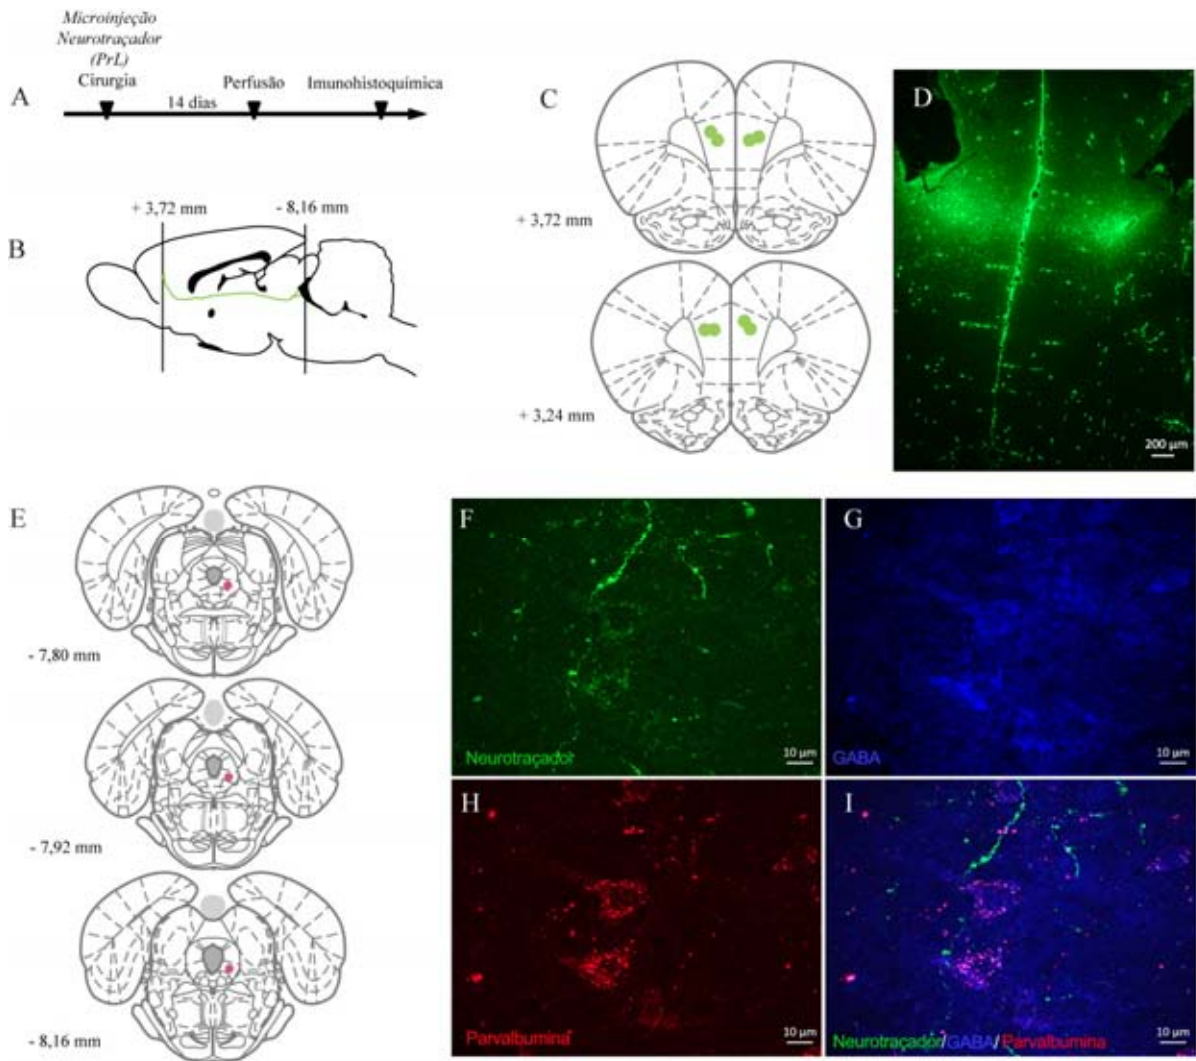 Microinjeção
Neurotraçador
(PrL)
Cirurgia
Perfusão
Imunohistoquímica
A
14 dias
+ 3,72 mm
- 8,16 mm
B
C
+ 3,72 mm
+ 3,24 mm
D
200 µm
E
- 7,80 mm
- 7,92 mm
- 8,16 mm
F
Neurotraçador
10 µm
G
GABA
10 µm
H
Parvalbumina
10 µm
I
Neurotraçador/GABA/Parvalbumina
10 µm